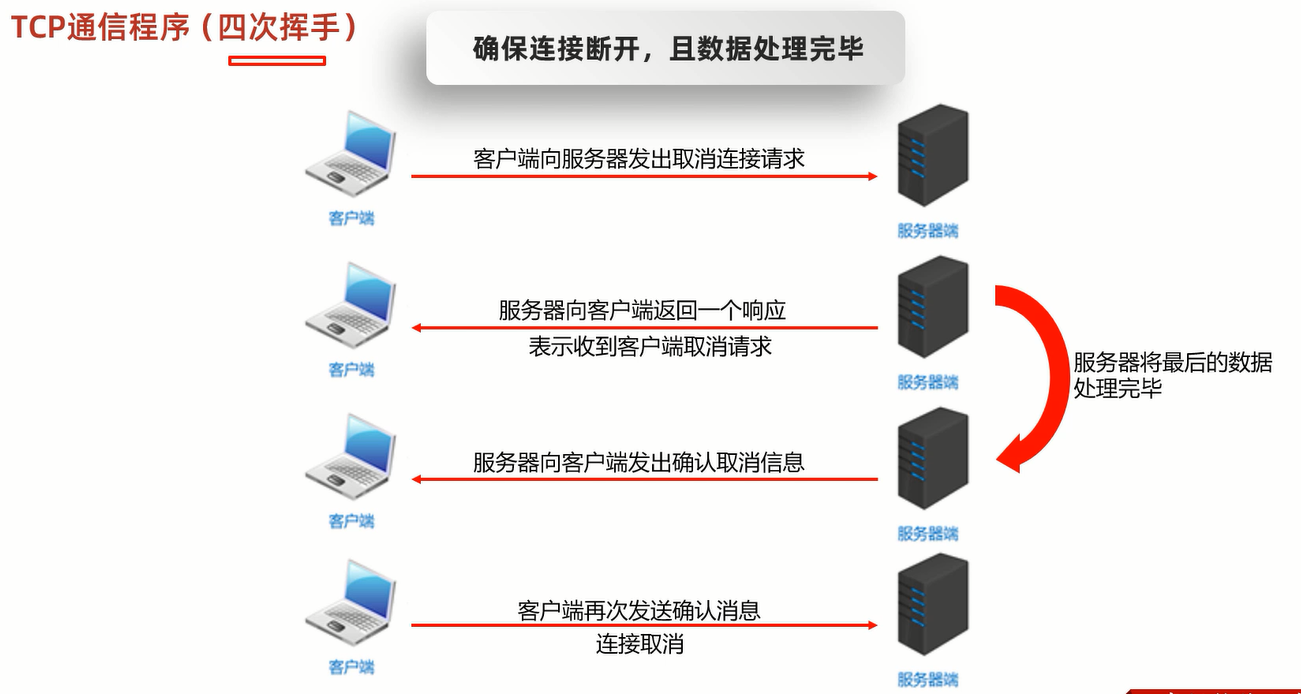 TCP通信程序（四次挥手）
确保连接断开，且数据处理完毕
客户端向服务器发出取消连接请求
客户端
服务器端
服务器向客户端返回一个响应
表示收到客户端取消请求
客户端
服务器端
服务器将最后的数据
处理完毕
服务器向客户端发出确认取消信息
客户端
服务器端
客户端再次发送确认消息
连接取消
客户端
服务器端